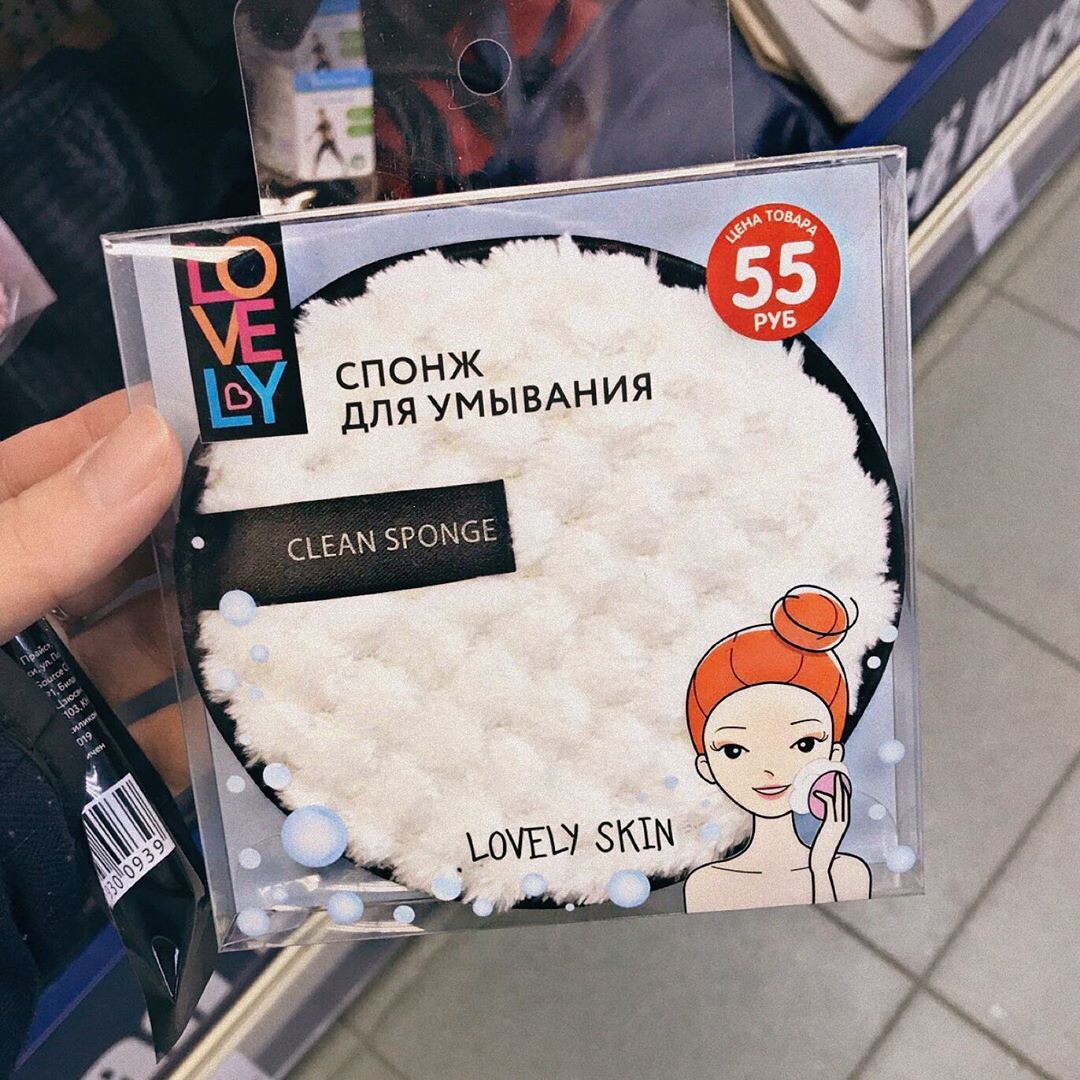 LO
VE
LY
ЦЕНА ТОВАРА
55
РУБ
СПОНЖ
ДЛЯ УМЫВАНИЯ
CLEAN SPONGE
LOVELY SKIN